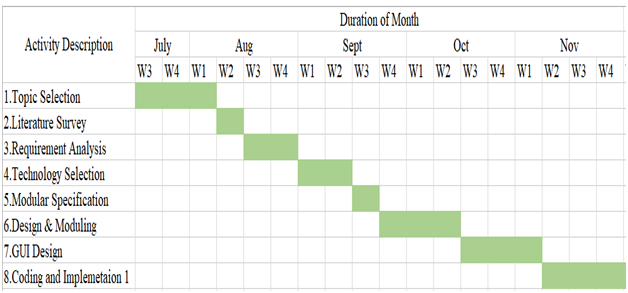 Activity Description
Duration of Month
July Aug Sept Oct Nov
W3 W4 W1 W2 W3 W4 W1 W2 W3 W4 W1 W2 W3 W4 W1 W2 W3 W4
1.Topic Selection
2.Literature Survey
3.Requirement Analysis
4.Technology Selection
5.Modular Specification
6.Design & Moduling
7.GUI Design
8.Coding and Implemetaion 1